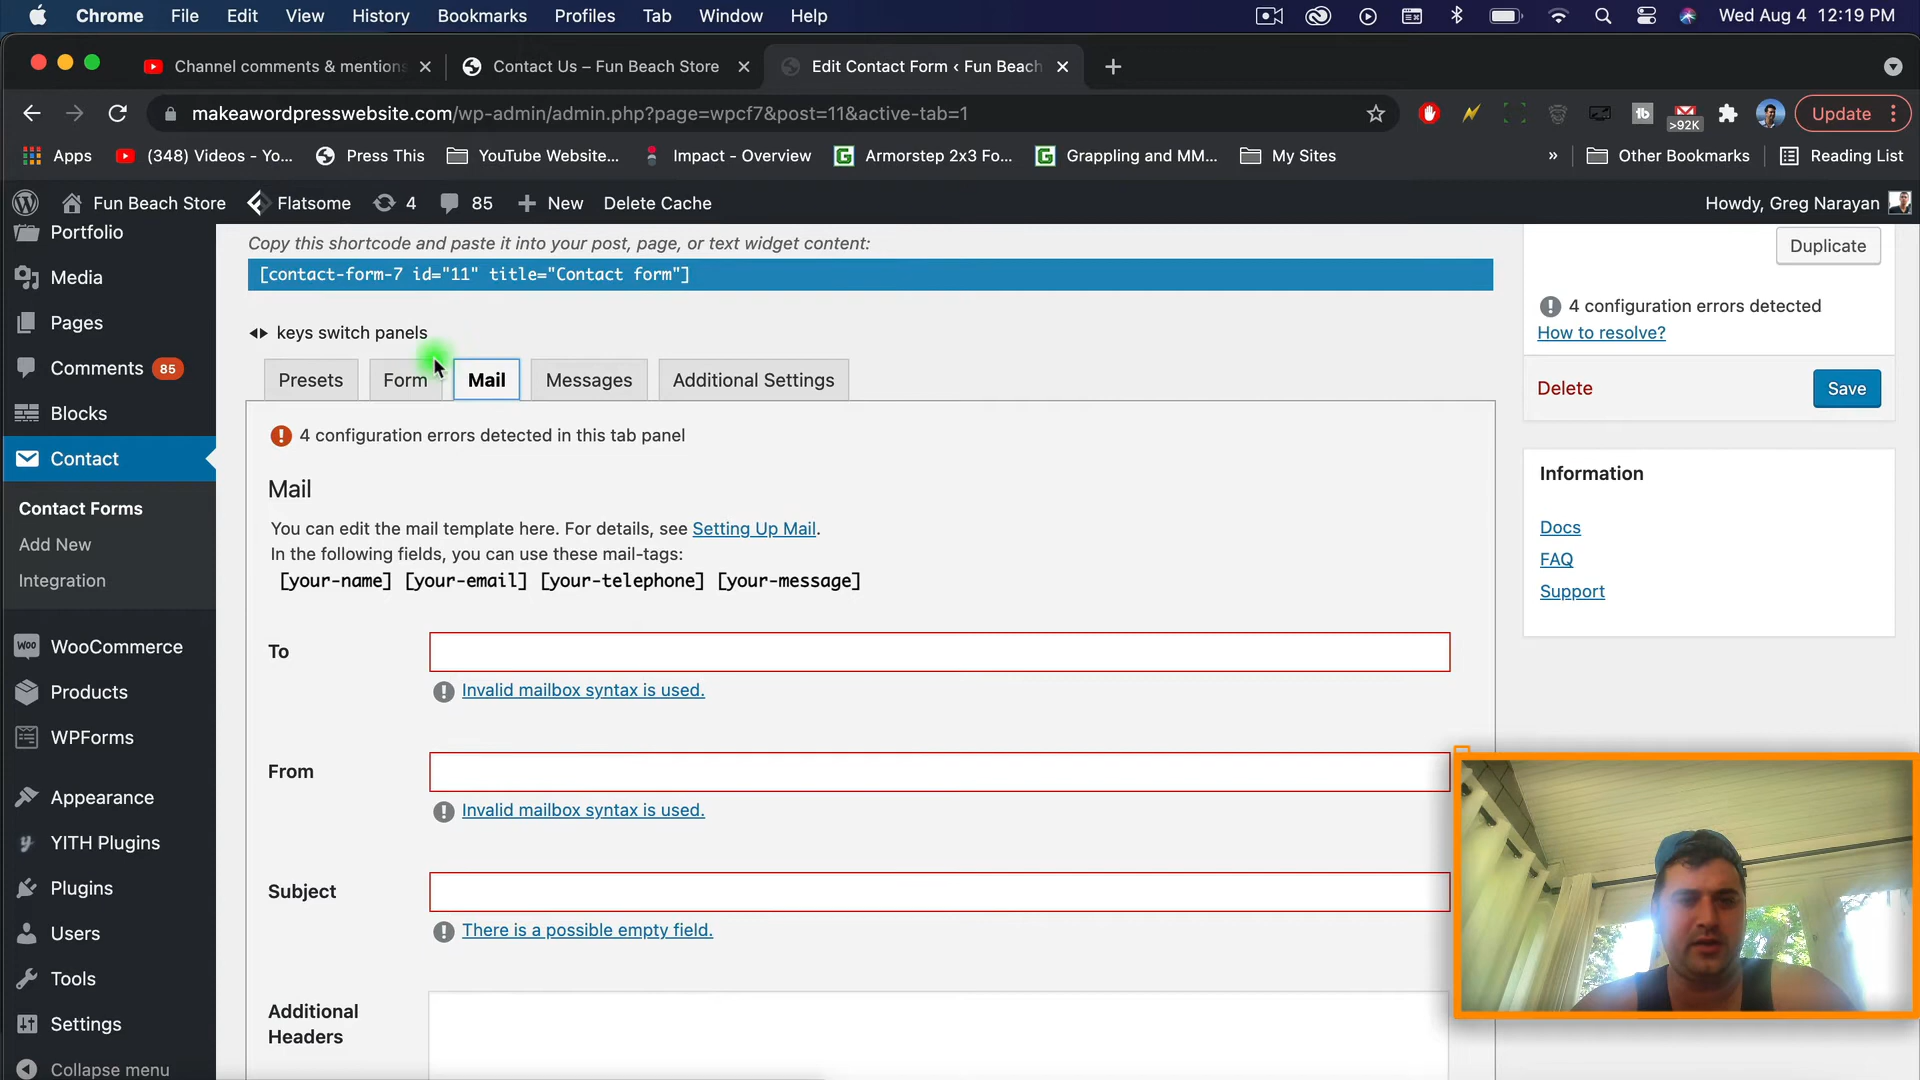 Chrome File Edit View History Bookmarks Profiles Tab Window Help Wed Aug 4 12:19 PM
Channel comments & mentions Contact Us – Fun Beach Store Edit Contact Form ‹ Fun Beach
makeawordpresswebsite.com/wp-admin/admin.php?page=wpcf7&post=11&active-tab=1 tb >92K Update
Apps (348) Videos - Yo... Press This YouTube Website... Impact - Overview Armorstep 2x3 Fo... Grappling and MM... My Sites » Other Bookmarks Reading List
Fun Beach Store Flatsome 4 85 New Delete Cache Howdy, Greg Narayan
Portfolio
Media
Pages
Comments 85
Blocks
Contact
Contact Forms
Add New
Integration
WooCommerce
Products
WPForms
Appearance
YITH Plugins
Plugins
Users
Tools
Settings
Collapse menu
Copy this shortcode and paste it into your post, page, or text widget content:
[contact-form-7 id="11" title="Contact form"]
keys switch panels
Presets Form Mail Messages Additional Settings
4 configuration errors detected in this tab panel
Mail
You can edit the mail template here. For details, see Setting Up Mail.
In the following fields, you can use these mail-tags:
[your-name] [your-email] [your-telephone] [your-message]
To
Invalid mailbox syntax is used.
From
Invalid mailbox syntax is used.
Subject
There is a possible empty field.
Additional
Headers
Duplicate
4 configuration errors detected
How to resolve?
Delete Save
Information
Docs
FAQ
Support